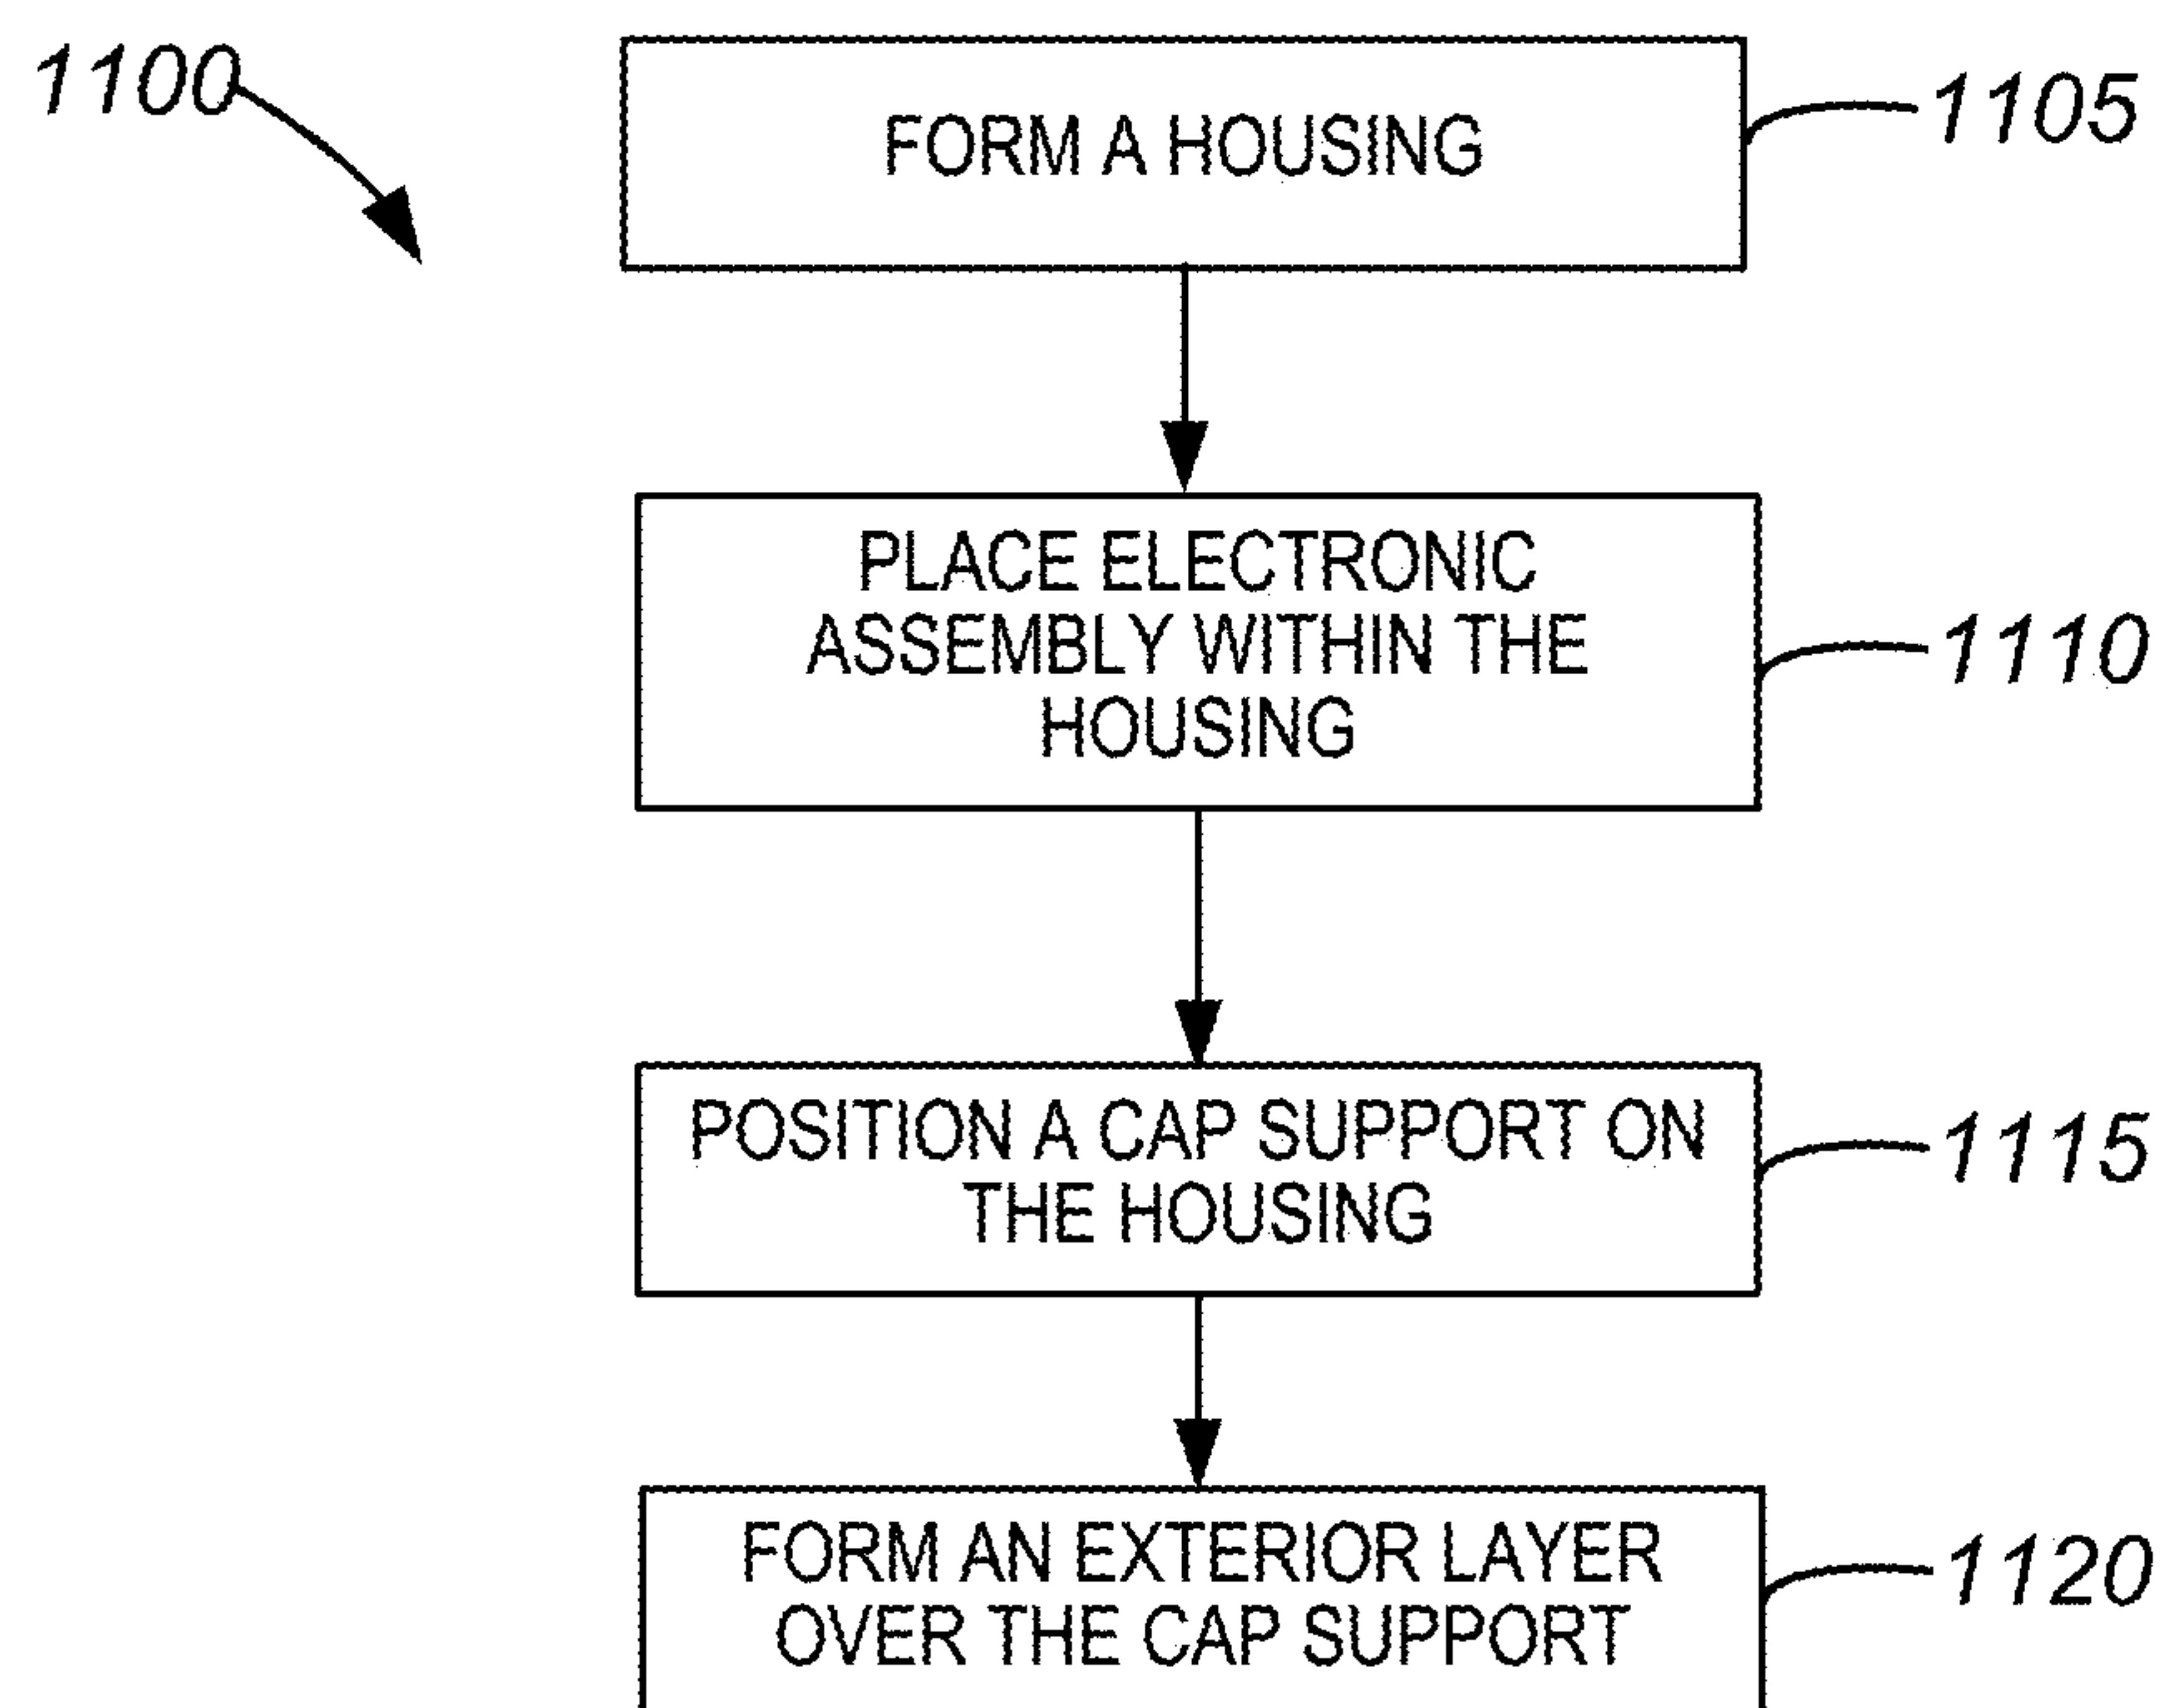 1100
FORM A HOUSING
1105
PLACE ELECTRONIC
ASSEMBLY WITHIN THE
HOUSING
1110
POSITION A CAP SUPPORT ON
THE HOUSING
1115
FORM AN EXTERIOR LAYER
OVER THE CAP SUPPORT
1120